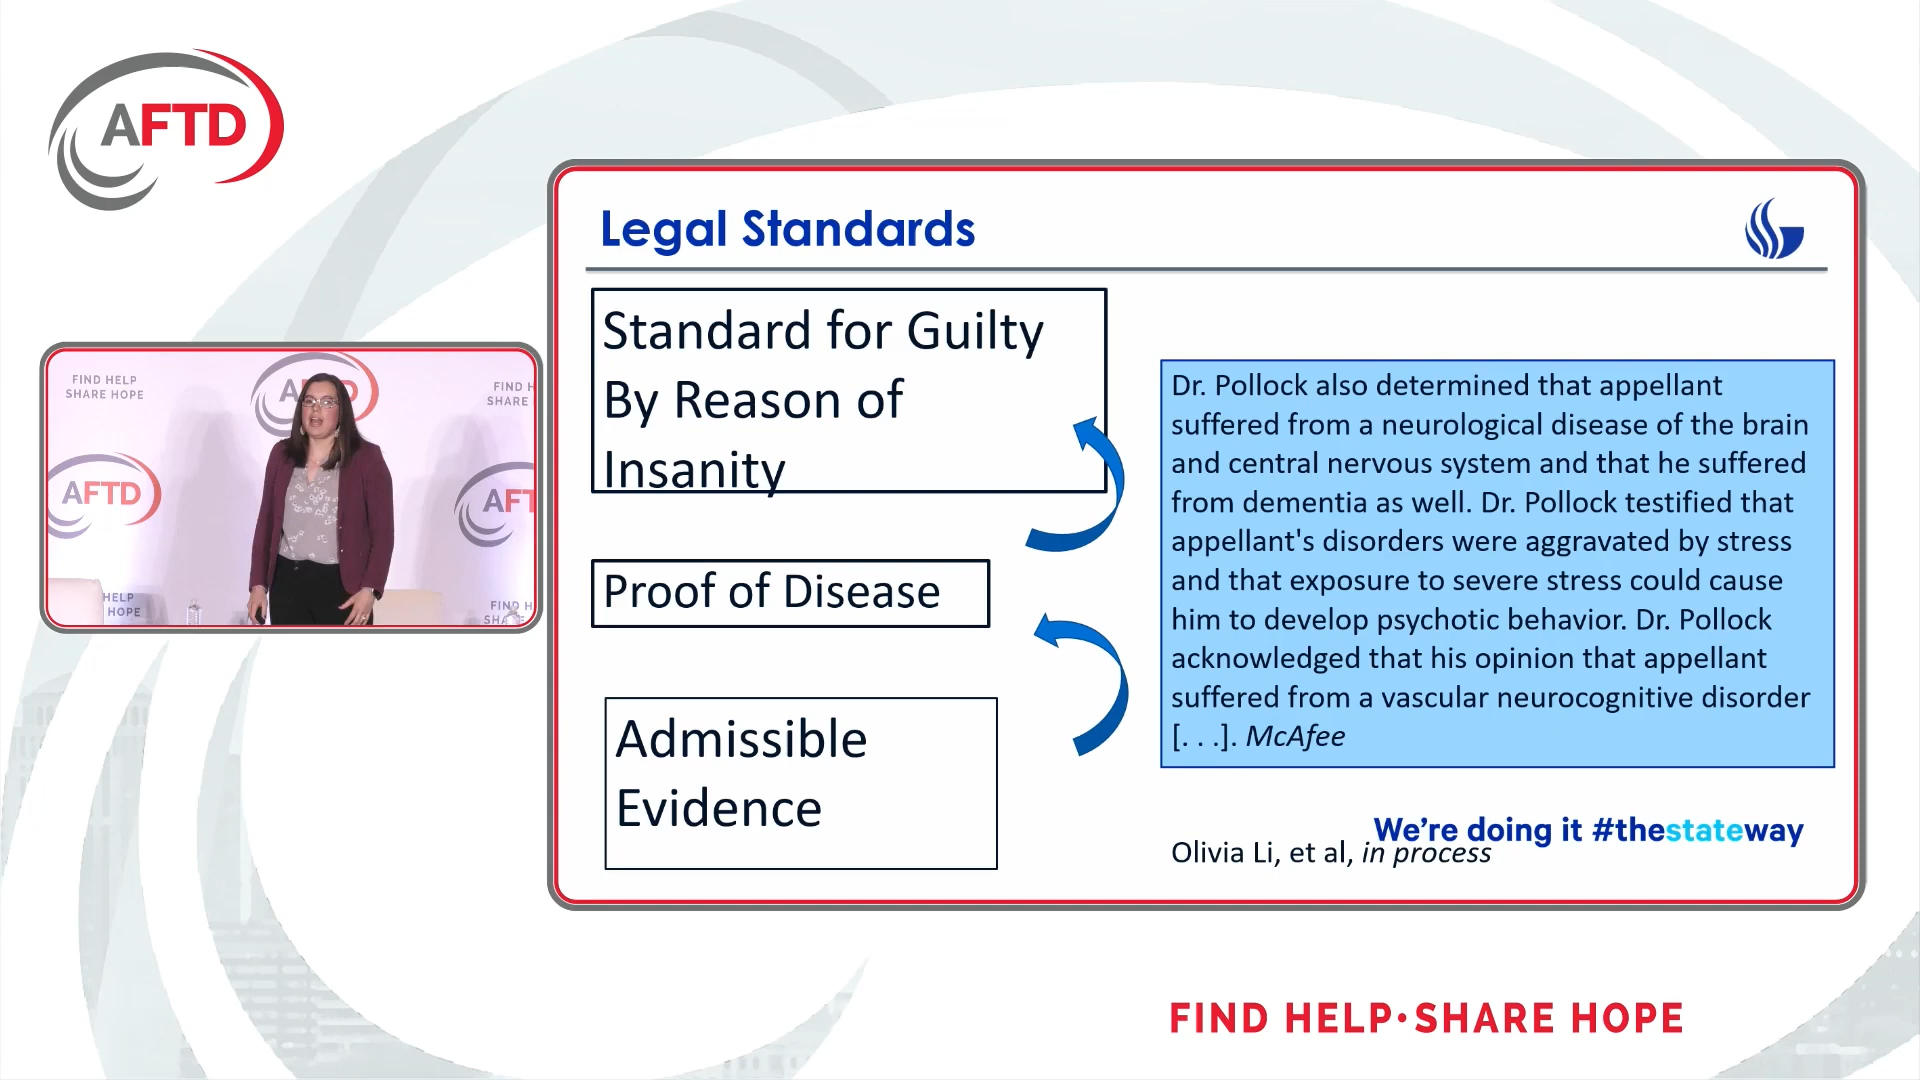 AFTD
Legal Standards
Standard for Guilty
By Reason of
Insanity
Proof of Disease
Admissible
Evidence
Dr. Pollock also determined that appellant
suffered from a neurological disease of the brain
and central nervous system and that he suffered
from dementia as well. Dr. Pollock testified that
appellant's disorders were aggravated by stress
and that exposure to severe stress could cause
him to develop psychotic behavior. Dr. Pollock
acknowledged that his opinion that appellant
suffered from a vascular neurocognitive disorder
[. . .]. McAfee
We're doing it #thestateway
Olivia Li, et al, in process
FIND HELP
SHARE HOPE
AFTD
FIND H
SHARE
AFTD
AFT
HELP
HOPE
FIND H
SHA
FIND HELP•SHARE HOPE